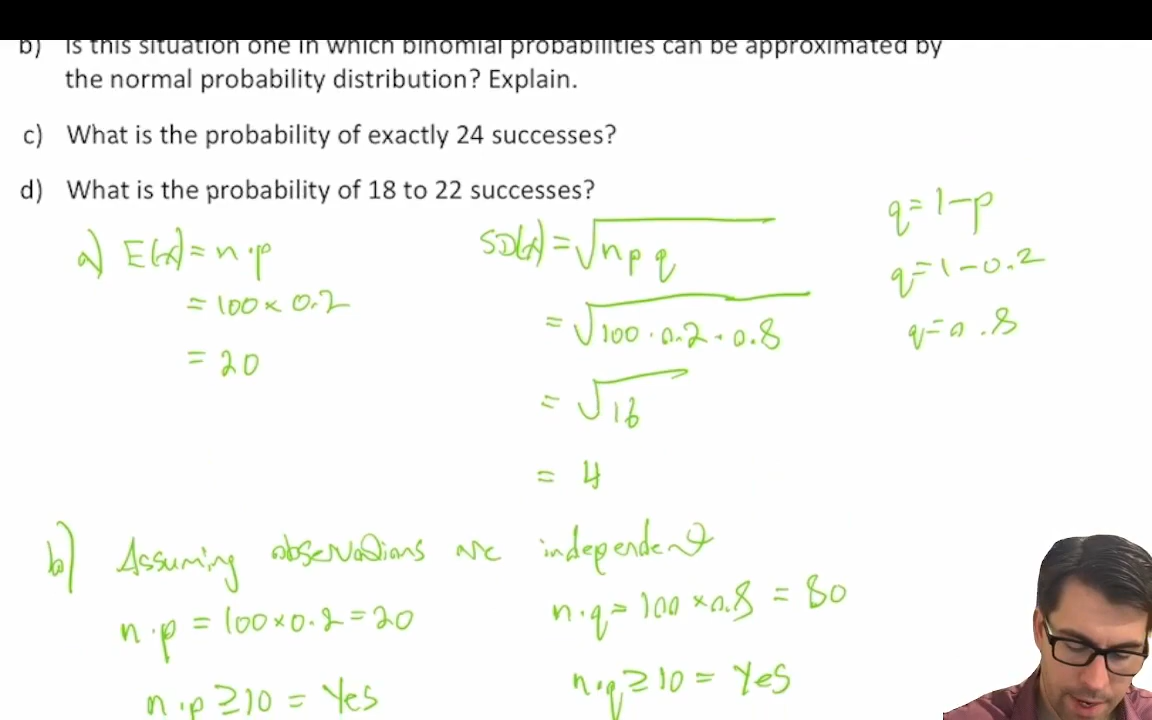 b) Is this situation one in which binomial probabilities can be approximated by
the normal probability distribution? Explain.
c) What is the probability of exactly 24 successes?
d) What is the probability of 18 to 22 successes?
a) E(x) = n·p
= 100 × 0.2
= 20
SD(x) = √npq
= √100·0.2·0.8
= √16
= 4
q = 1-p
q = 1-0.2
q = 0.8
b) Assuming observations are independent
n·p = 100×0.2 = 20
n·q = 100×0.8 = 80
n·p ≥ 10 = Yes
n·q ≥ 10 = Yes